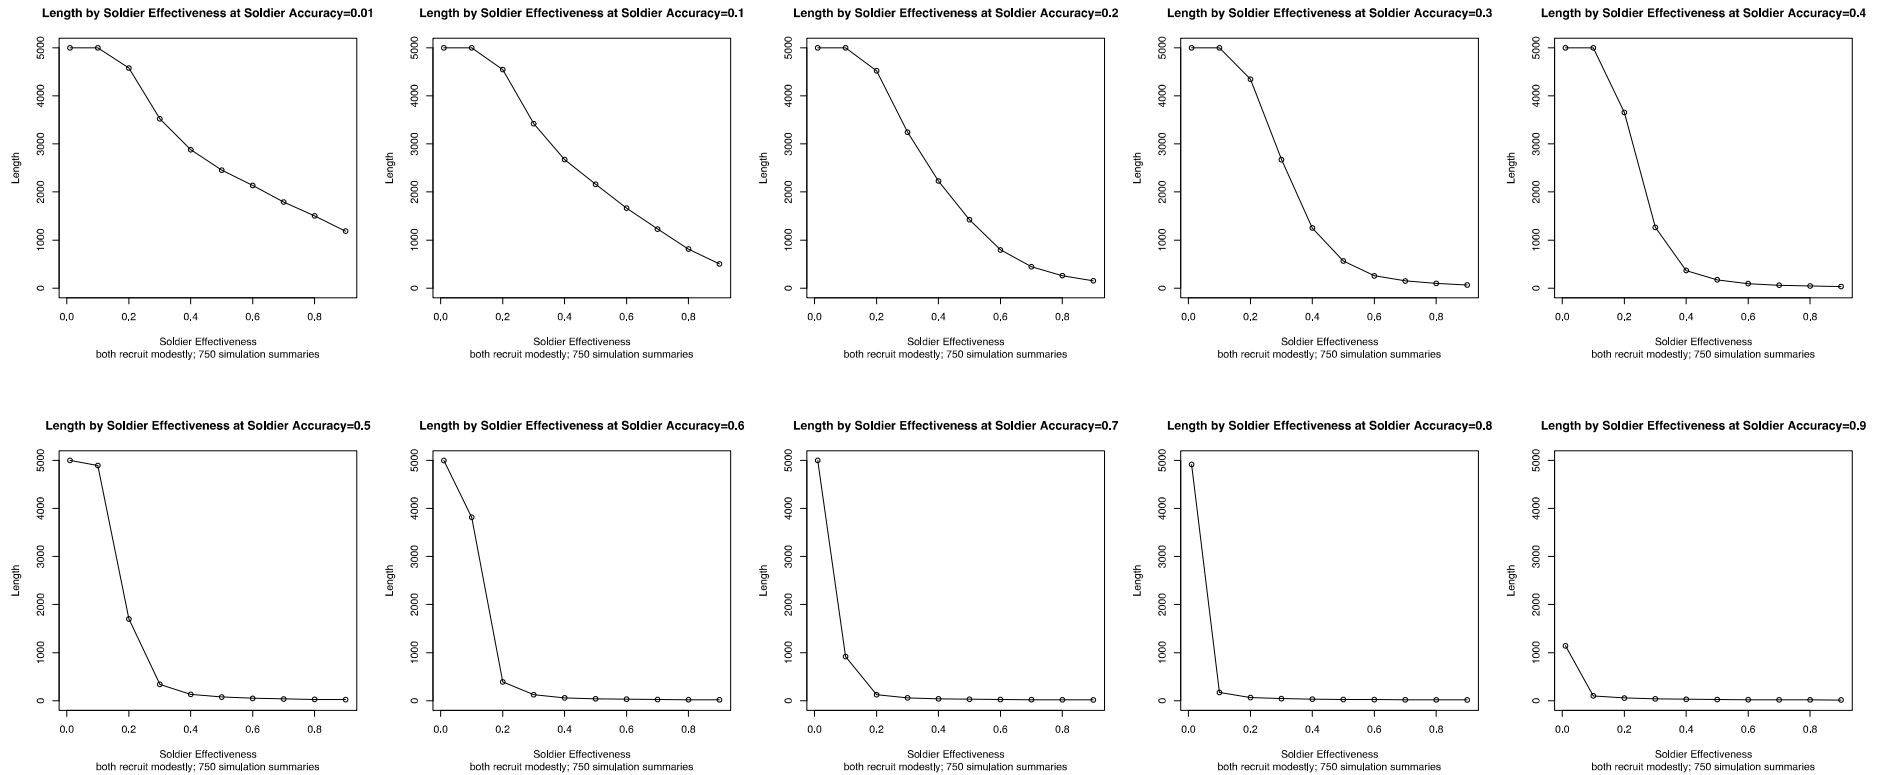 Length by Soldier Effectiveness at Soldier Accuracy=0.01
Length
5000
4000
3000
2000
1000
0
0.0 0.2 0.4 0.6 0.8
Soldier Effectiveness
both recruit modestly; 750 simulation summaries
Length by Soldier Effectiveness at Soldier Accuracy=0.1
Length
5000
4000
3000
2000
1000
0
0.0 0.2 0.4 0.6 0.8
Soldier Effectiveness
both recruit modestly; 750 simulation summaries
Length by Soldier Effectiveness at Soldier Accuracy=0.2
Length
5000
4000
3000
2000
1000
0
0.0 0.2 0.4 0.6 0.8
Soldier Effectiveness
both recruit modestly; 750 simulation summaries
Length by Soldier Effectiveness at Soldier Accuracy=0.3
Length
5000
4000
3000
2000
1000
0
0.0 0.2 0.4 0.6 0.8
Soldier Effectiveness
both recruit modestly; 750 simulation summaries
Length by Soldier Effectiveness at Soldier Accuracy=0.4
Length
5000
4000
3000
2000
1000
0
0.0 0.2 0.4 0.6 0.8
Soldier Effectiveness
both recruit modestly; 750 simulation summaries
Length by Soldier Effectiveness at Soldier Accuracy=0.5
Length
5000
4000
3000
2000
1000
0
0.0 0.2 0.4 0.6 0.8
Soldier Effectiveness
both recruit modestly; 750 simulation summaries
Length by Soldier Effectiveness at Soldier Accuracy=0.6
Length
5000
4000
3000
2000
1000
0
0.0 0.2 0.4 0.6 0.8
Soldier Effectiveness
both recruit modestly; 750 simulation summaries
Length by Soldier Effectiveness at Soldier Accuracy=0.7
Length
5000
4000
3000
2000
1000
0
0.0 0.2 0.4 0.6 0.8
Soldier Effectiveness
both recruit modestly; 750 simulation summaries
Length by Soldier Effectiveness at Soldier Accuracy=0.8
Length
5000
4000
3000
2000
1000
0
0.0 0.2 0.4 0.6 0.8
Soldier Effectiveness
both recruit modestly; 750 simulation summaries
Length by Soldier Effectiveness at Soldier Accuracy=0.9
Length
5000
4000
3000
2000
1000
0
0.0 0.2 0.4 0.6 0.8
Soldier Effectiveness
both recruit modestly; 750 simulation summaries